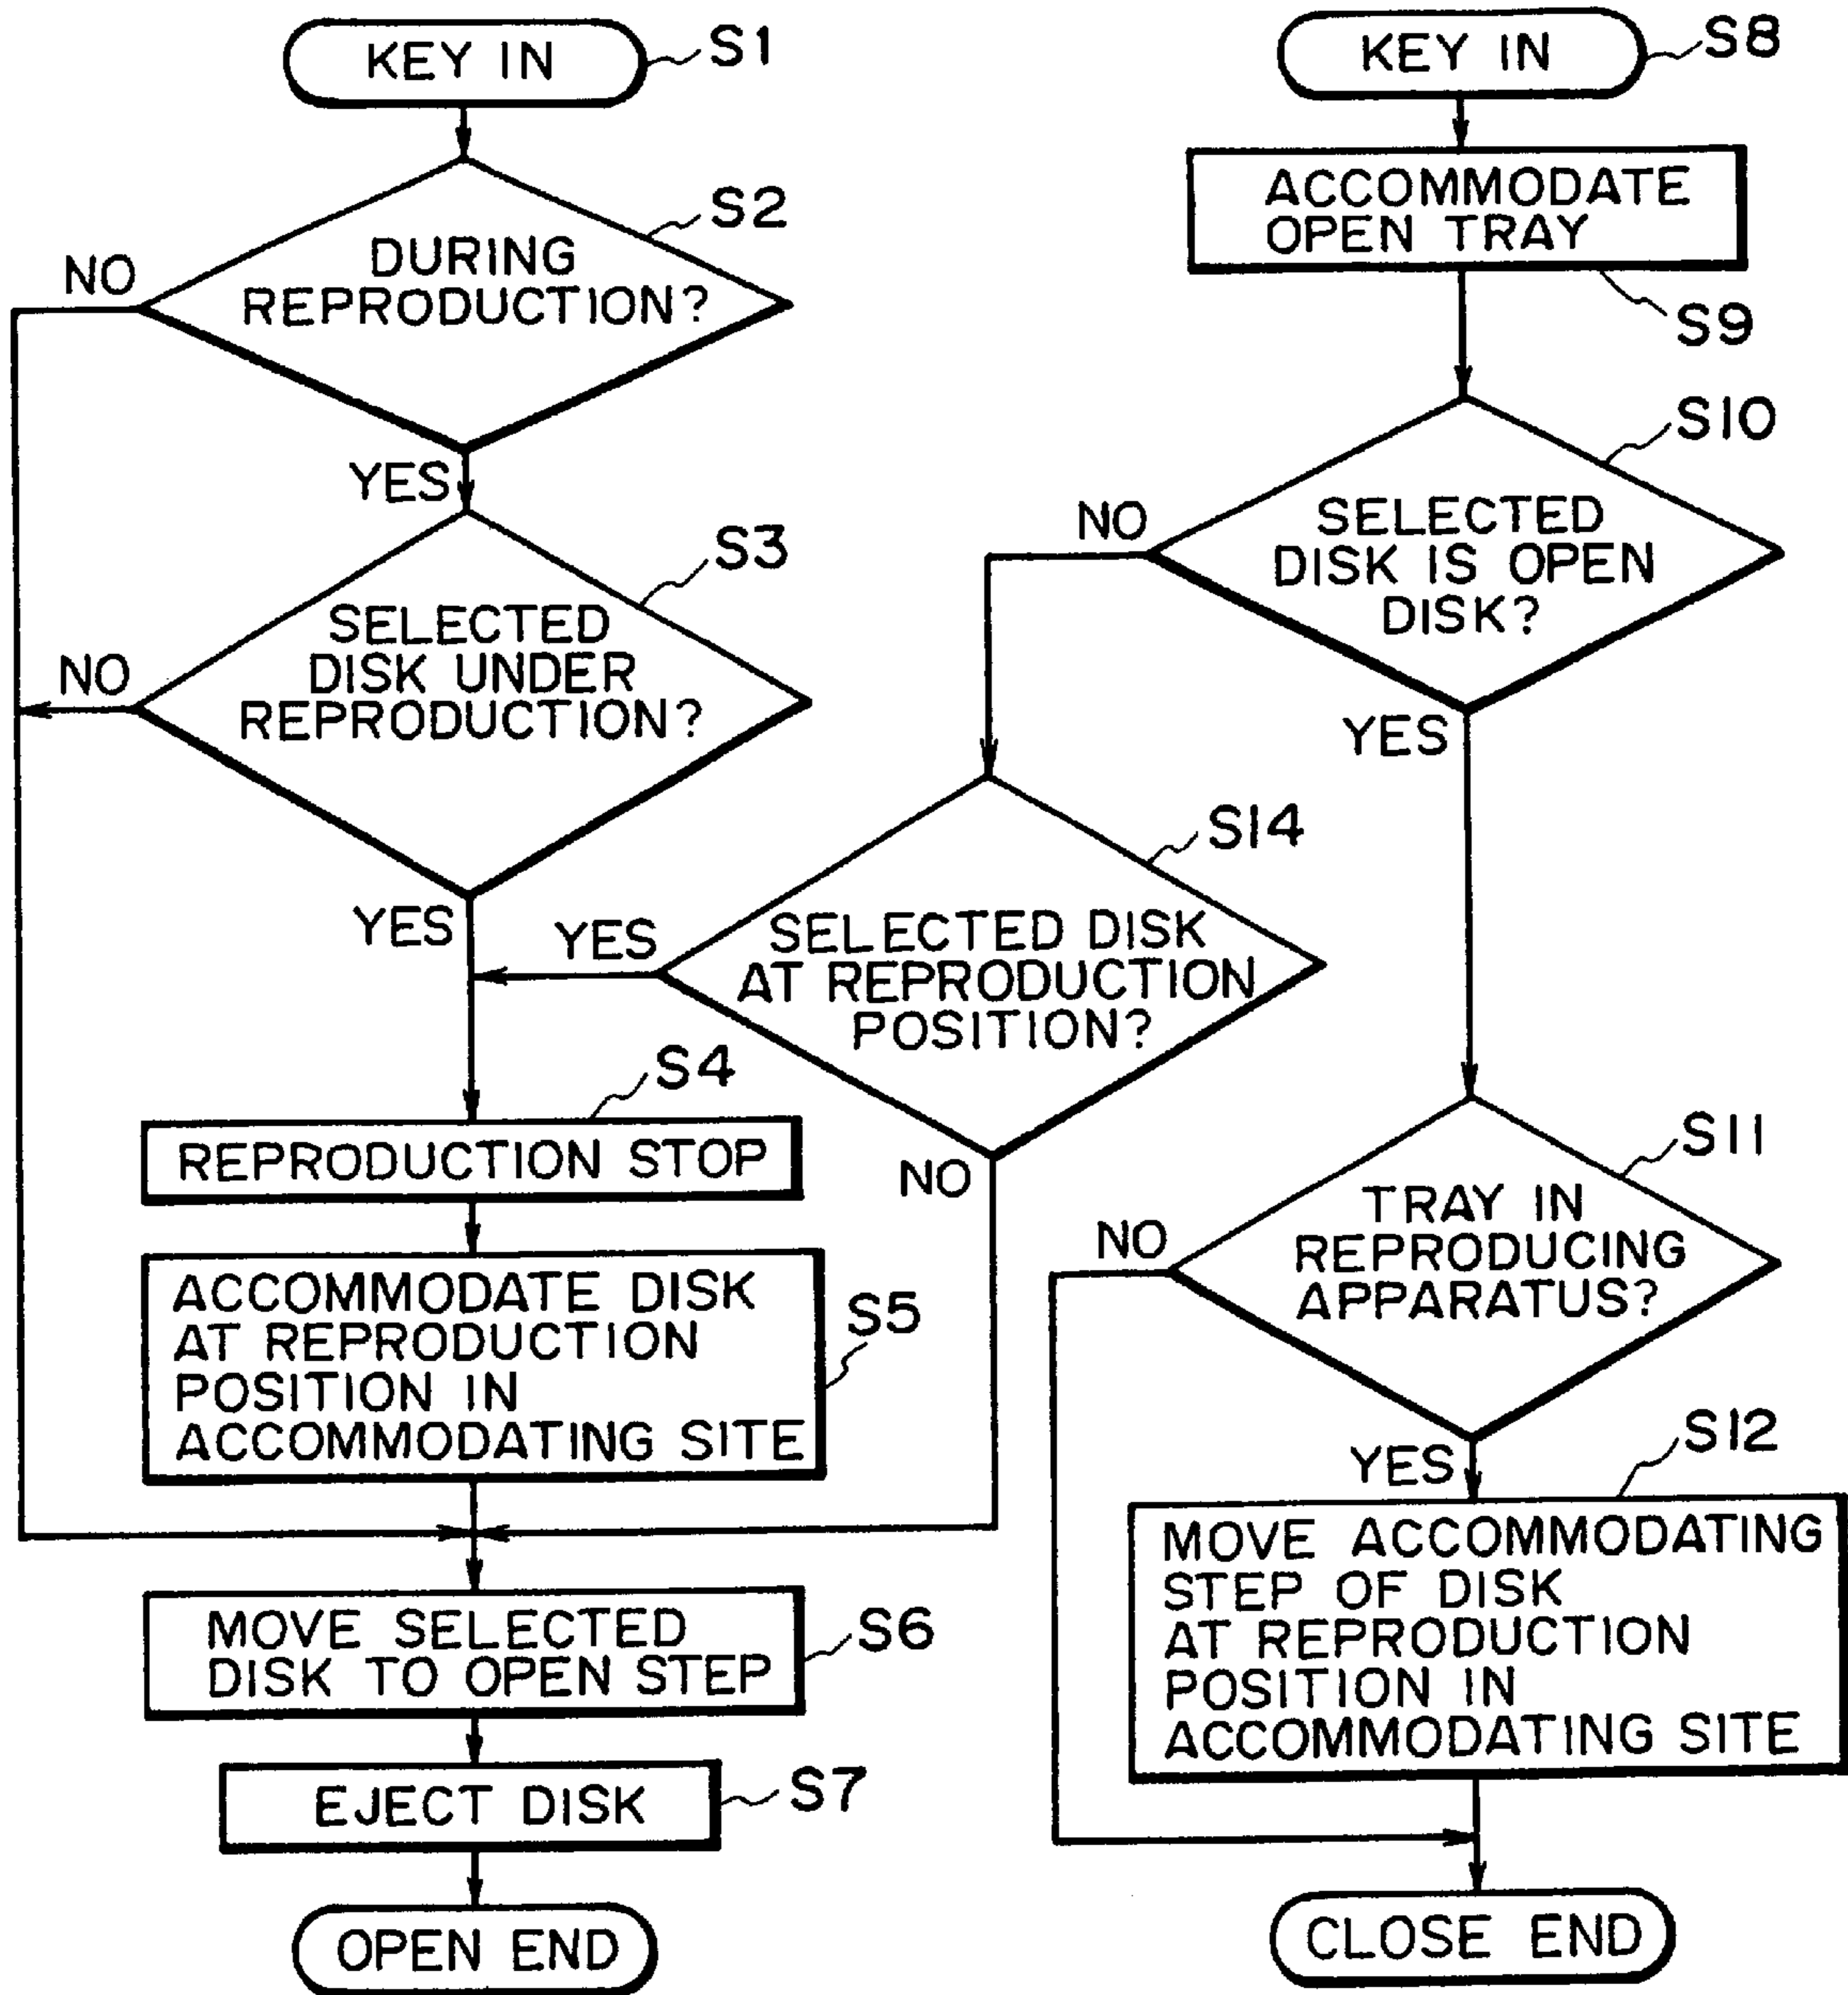 KEY IN
S1
S2
DURING
REPRODUCTION?
NO
YES
S3
SELECTED
DISK UNDER
REPRODUCTION?
NO
YES
S4
REPRODUCTION STOP
ACCOMMODATE DISK
AT REPRODUCTION
POSITION IN
ACCOMMODATING SITE
S5
MOVE SELECTED
DISK TO OPEN STEP
S6
EJECT DISK
S7
OPEN END
KEY IN
S8
ACCOMMODATE
OPEN TRAY
S9
S10
SELECTED
DISK IS OPEN
DISK?
NO
YES
S14
SELECTED DISK
AT REPRODUCTION
POSITION?
YES
NO
S11
TRAY IN
REPRODUCING
APPARATUS?
NO
YES
S12
MOVE ACCOMMODATING
STEP OF DISK
AT REPRODUCTION
POSITION IN
ACCOMMODATING SITE
CLOSE END